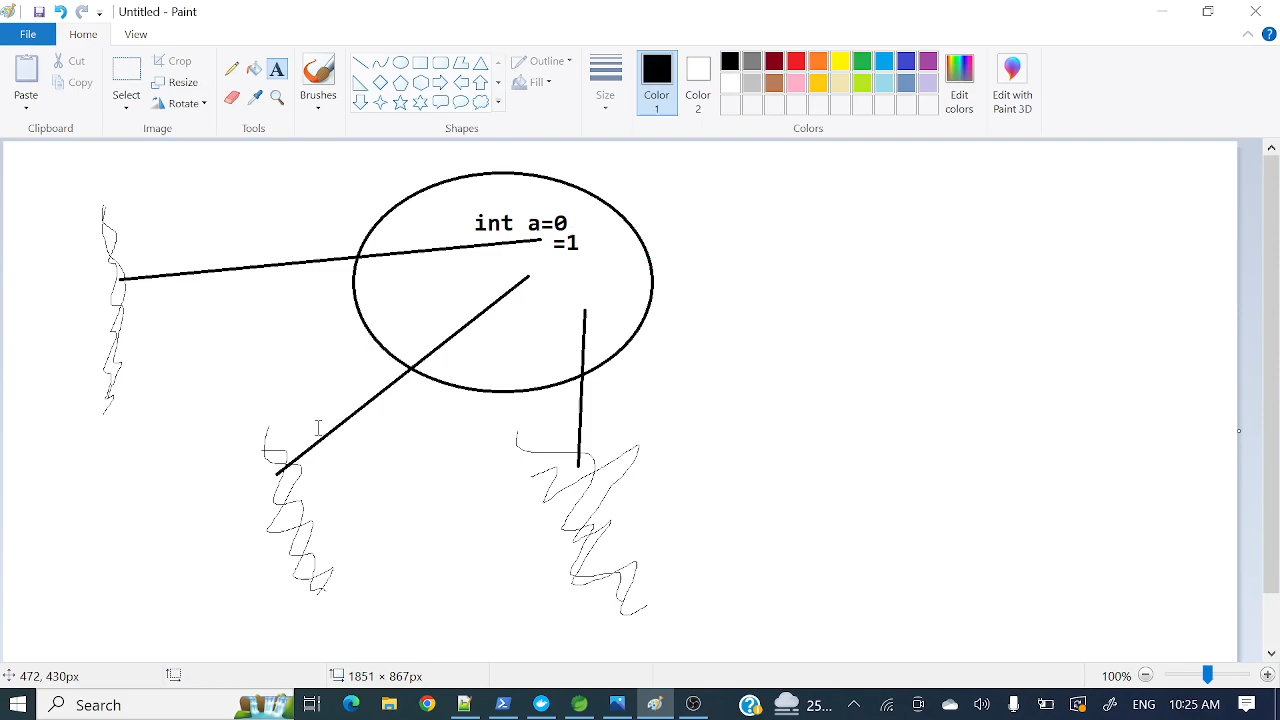 Untitled - Paint
File Home View
Paste
Cut
Copy
Clipboard
Select
Crop
Rotate
Image
Tools
Brushes
Shapes
Outline
Fill
Size
Color 1
Color 2
Edit colors
Colors
Edit with Paint 3D
int a=0
=1
472, 430px
1851 × 867px
100%
Search
25...
ENG
10:23 PM